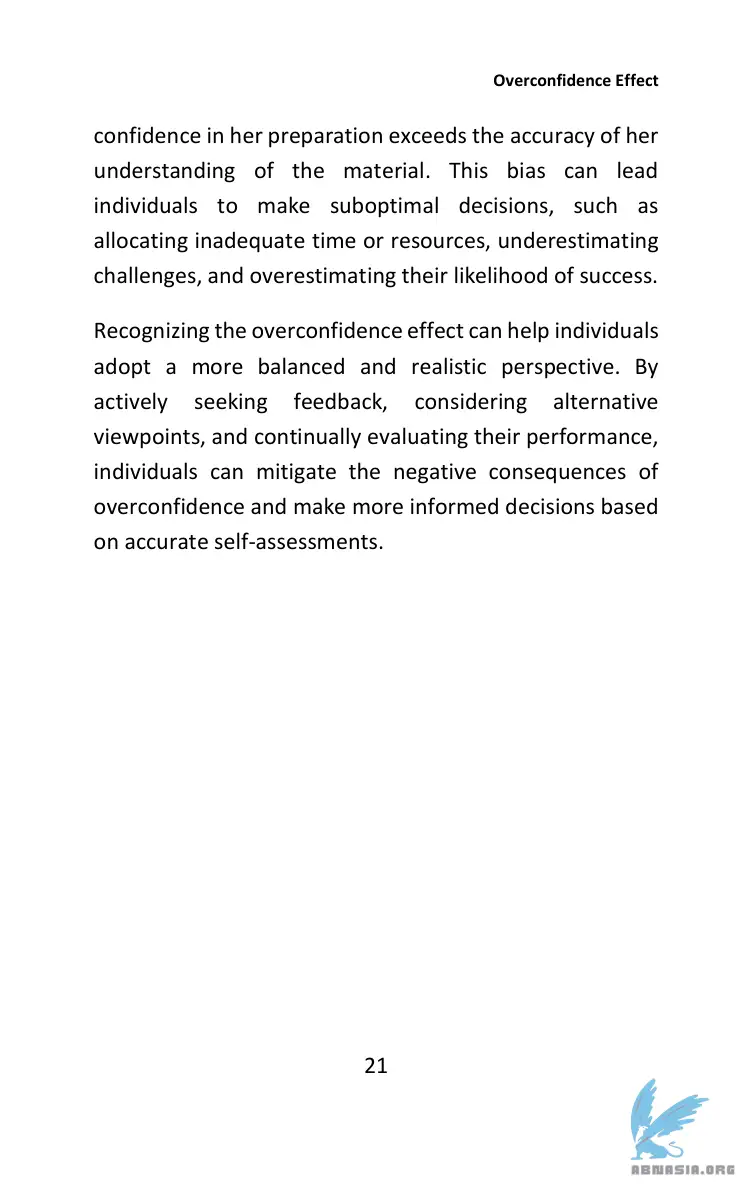 Overconfidence Effect
confidence in her preparation exceeds the accuracy of her
understanding of the material. This bias can lead
individuals to make suboptimal decisions, such as
allocating inadequate time or resources, underestimating
challenges, and overestimating their likelihood of success.
Recognizing the overconfidence effect can help individuals
adopt a more balanced and realistic perspective. By
actively seeking feedback, considering alternative
viewpoints, and continually evaluating their performance,
individuals can mitigate the negative consequences of
overconfidence and make more informed decisions based
on accurate self-assessments.
21
ABNASIA.ORG